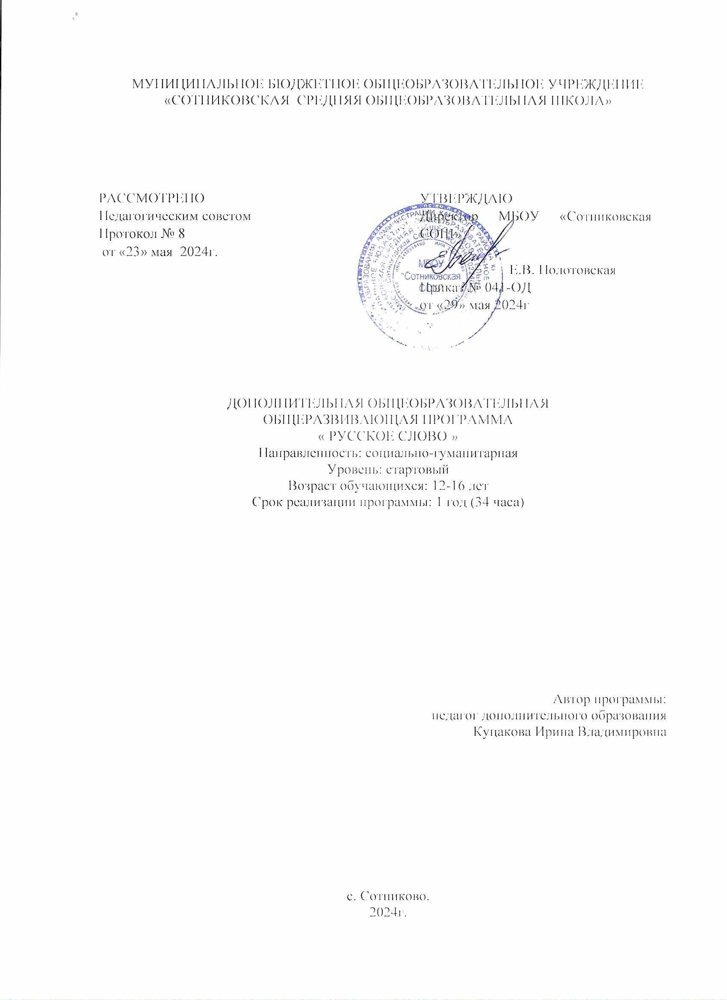 МУНИЦИПАЛЬНОЕ БЮДЖЕТНОЕ ОБЩЕОБРАЗОВАТЕЛЬНОЕ УЧРЕЖДЕНИЕ
«СОТНИКОВСКАЯ СРЕДНЯЯ ОБЩЕОБРАЗОВАТЕЛЬНАЯ ШКОЛА»
РАССМОТРЕНО
Педагогическим советом
Протокол № 8
от «23» мая 2024г.
УТВЕРЖДАЮ
Директор МБОУ «Сотниковская
СОШ»
Е.В. Полотовская
Приказ № 041-ОД
от «29» мая 2024г
МБОУ
"Сотниковская
СОШ"
ДОПОЛНИТЕЛЬНАЯ ОБЩЕОБРАЗОВАТЕЛЬНАЯ
ОБЩЕРАЗВИВАЮЩАЯ ПРОГРАММА
« РУССКОЕ СЛОВО »
Направленность: социально-гуманитарная
Уровень: стартовый
Возраст обучающихся: 12-16 лет
Срок реализации программы: 1 год (34 часа)
Автор программы:
педагог дополнительного образования
Куцакова Ирина Владимировна
с. Сотниково.
2024г.